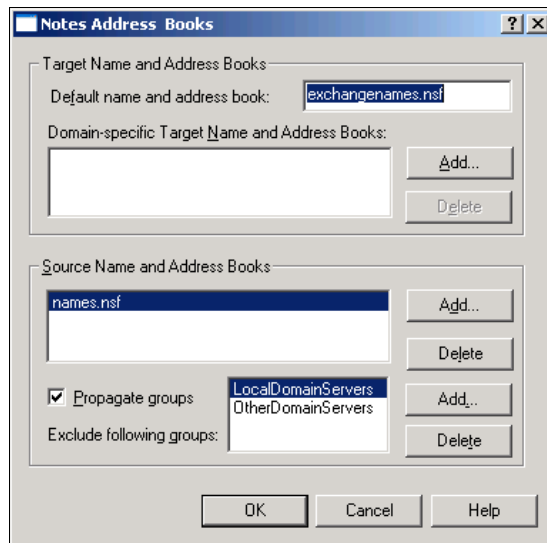 Notes Address Books
Target Name and Address Books
Default name and address book: exchangenames.nsf
Domain-specific Target Name and Address Books:
Add...
Delete
Source Name and Address Books
names.nsf
Add...
Delete
Propagate groups
LocalDomainServers
OtherDomainServers
Add...
Exclude following groups:
Delete
OK Cancel Help